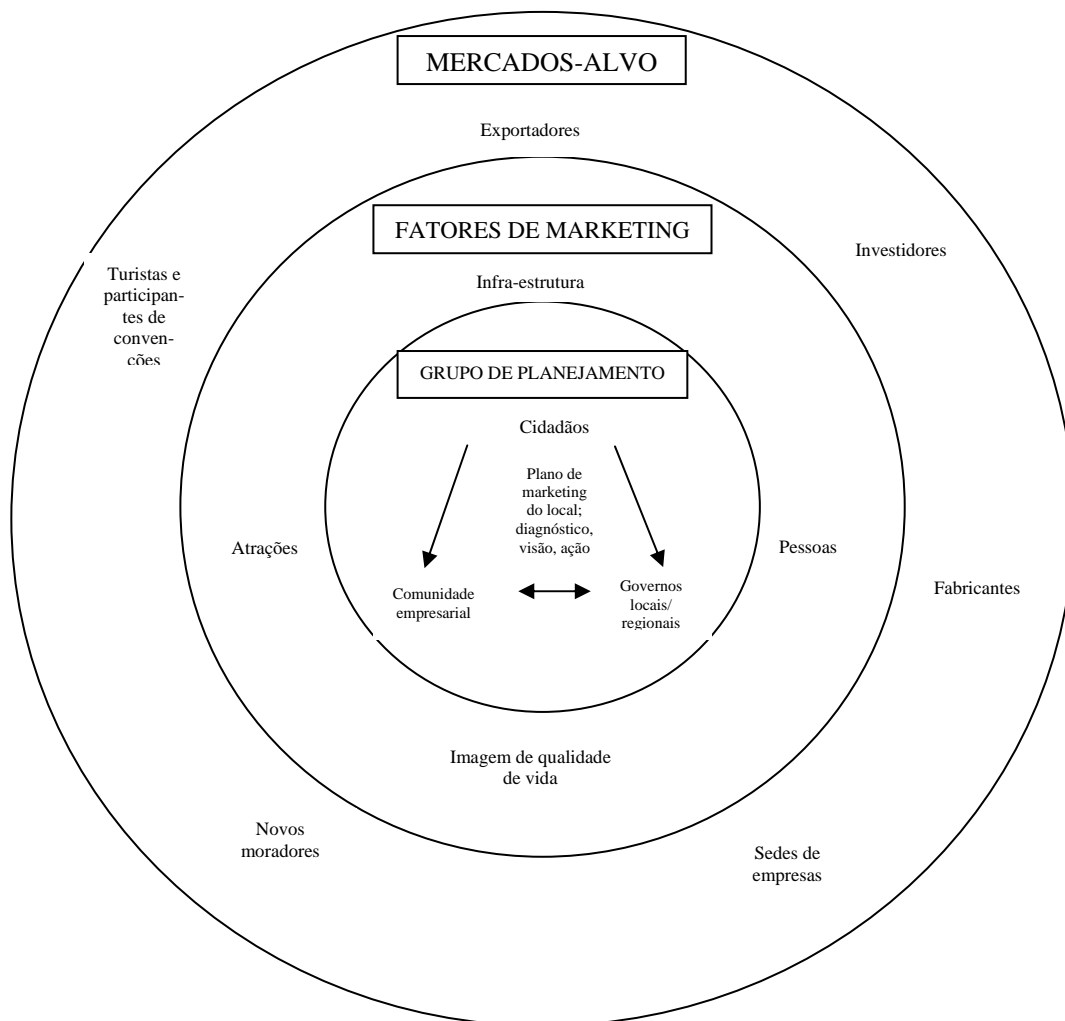 MERCADOS-ALVO
Exportadores
FATORES DE MARKETING
Investidores
Turistas e
participan-
tes de
conven-
ções
Infra-estrutura
GRUPO DE PLANEJAMENTO
Cidadãos
Plano de
marketing
do local;
diagnóstico,
visão, ação
Atrações
Pessoas
Comunidade
empresarial
Governos
locais/
regionais
Fabricantes
Imagem de qualidade
de vida
Novos
moradores
Sedes de
empresas